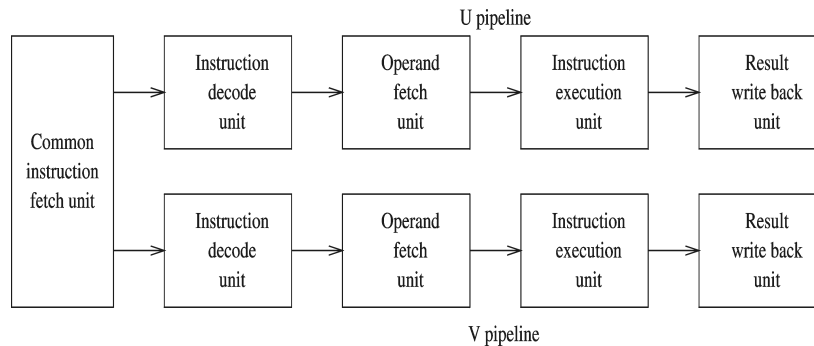 U pipeline
Common
instruction
fetch unit
Instruction
decode
unit
Operand
fetch
unit
Instruction
execution
unit
Result
write back
unit
Instruction
decode
unit
Operand
fetch
unit
Instruction
execution
unit
Result
write back
unit
V pipeline